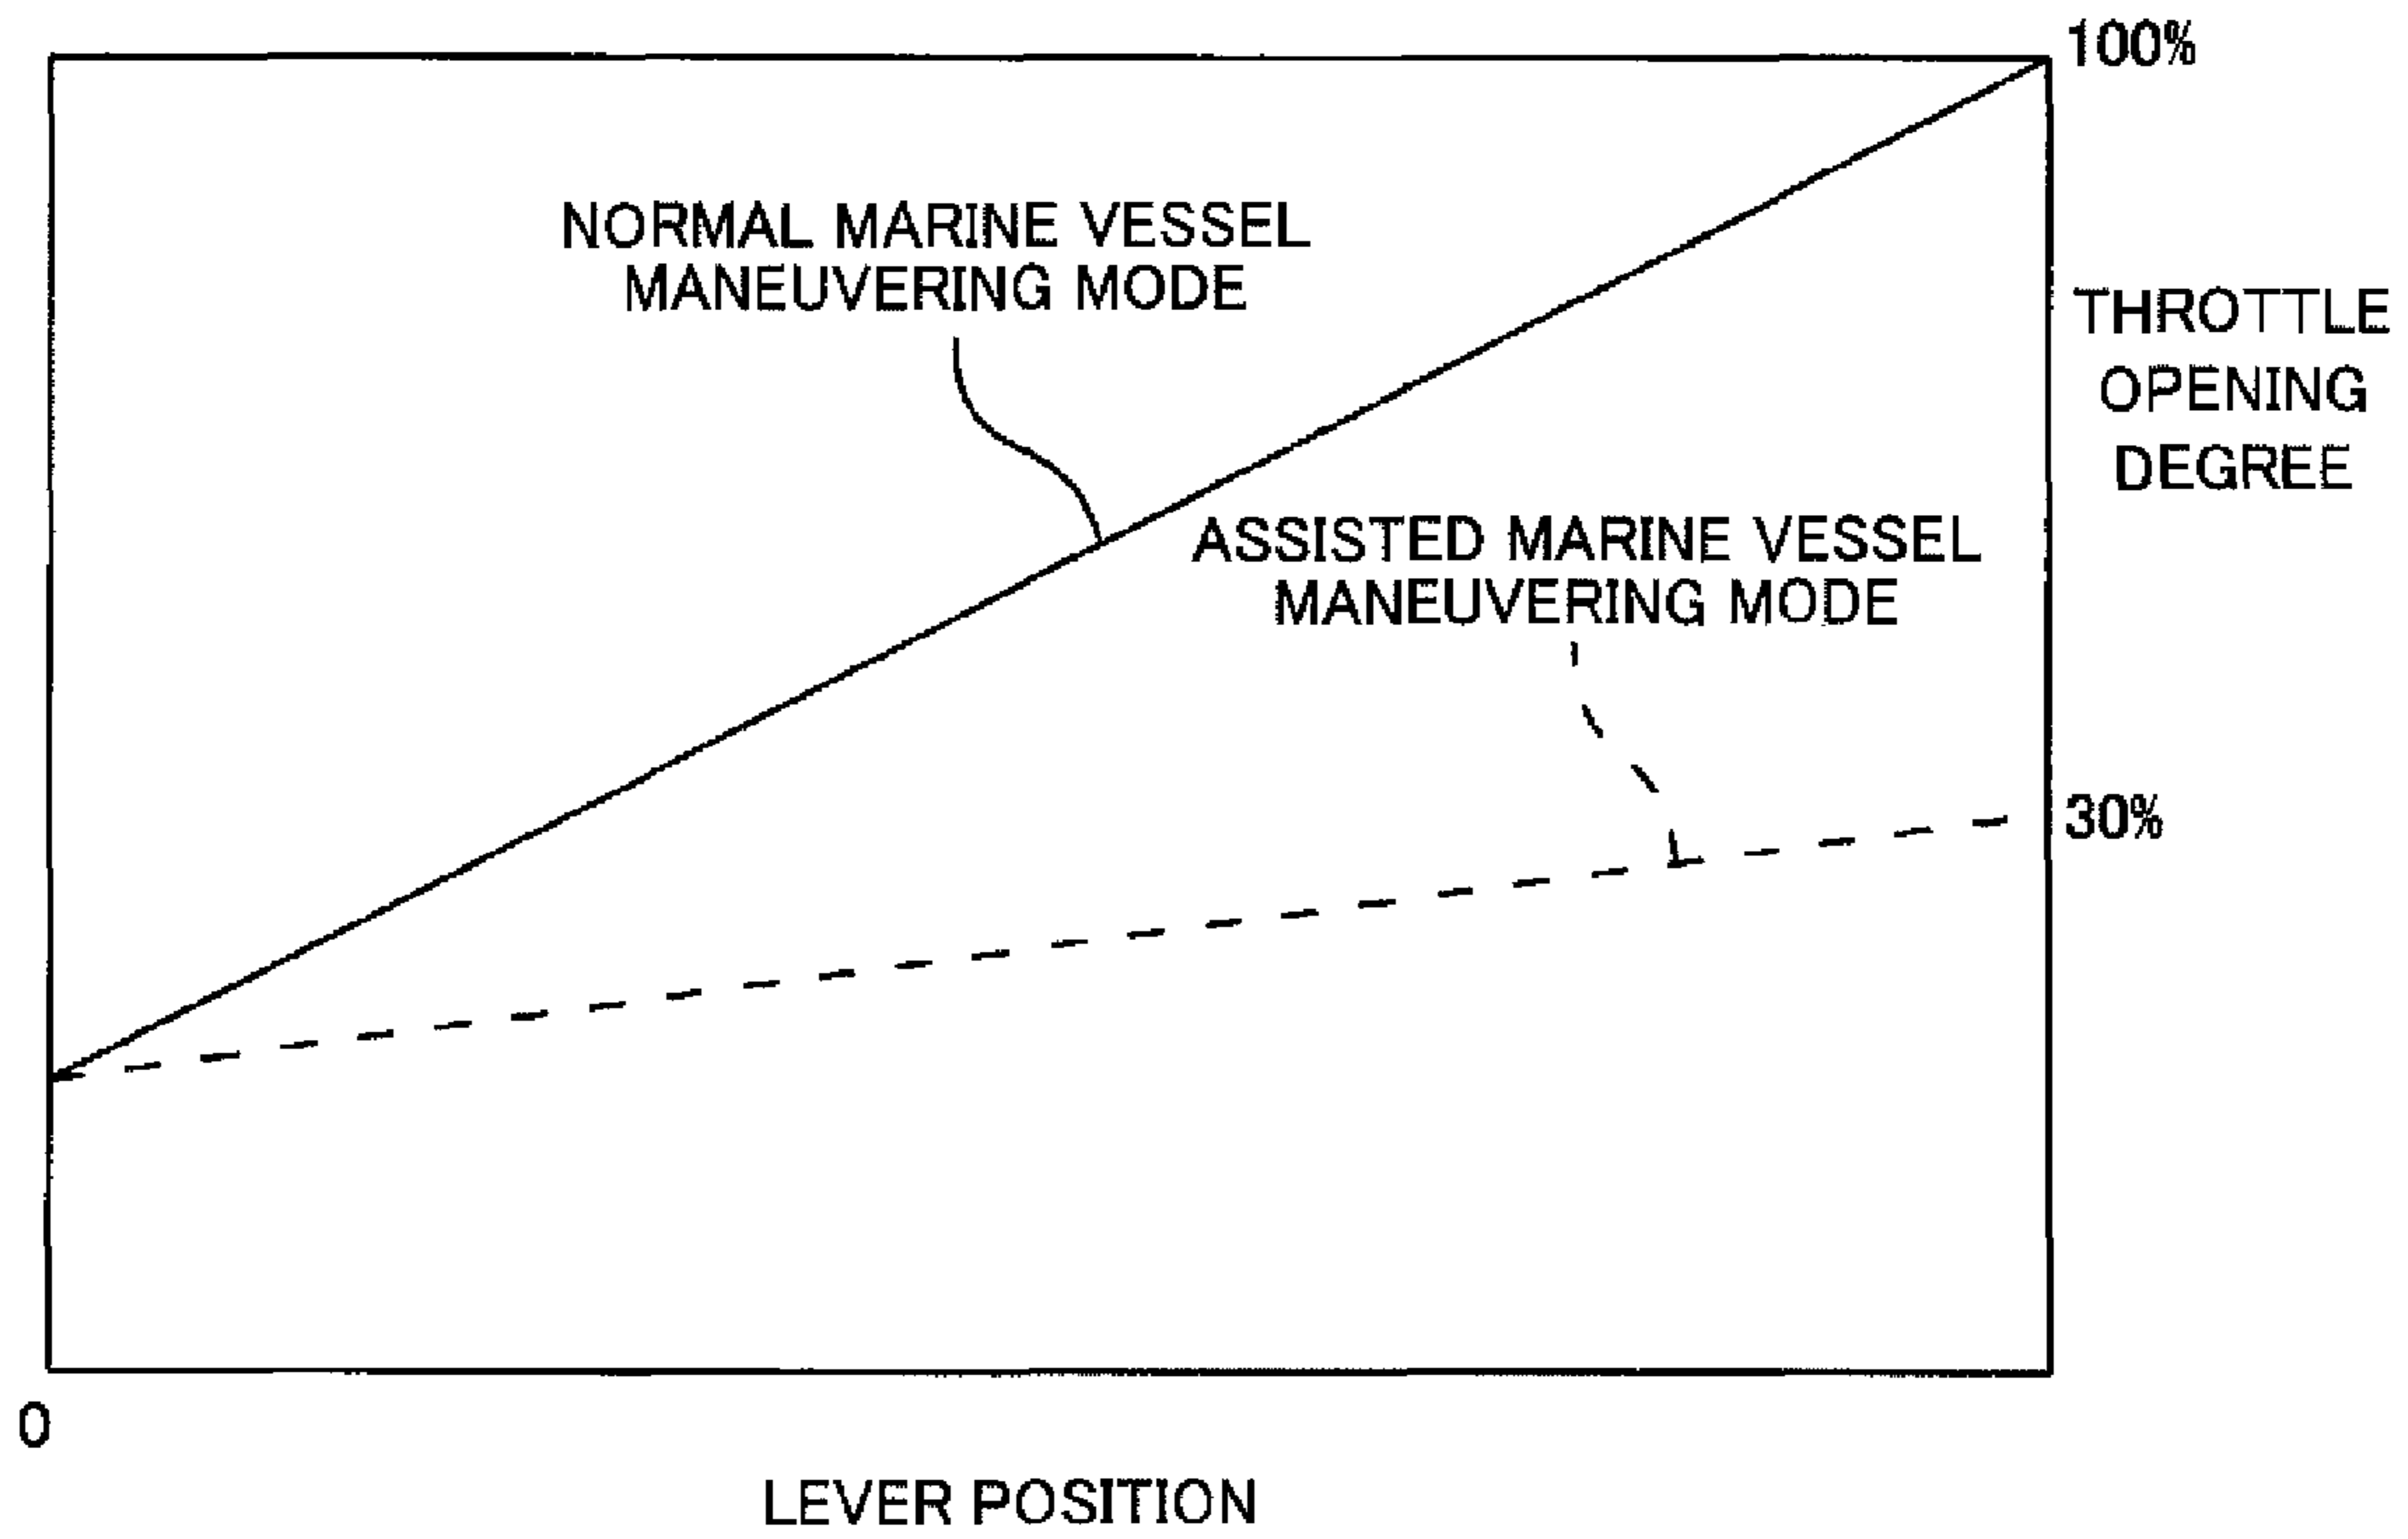 100%
NORMAL MARINE VESSEL
MANEUVERING MODE
THROTTLE
OPENING
DEGREE
ASSISTED MARINE VESSEL
MANEUVERING MODE
30%
0
LEVER POSITION